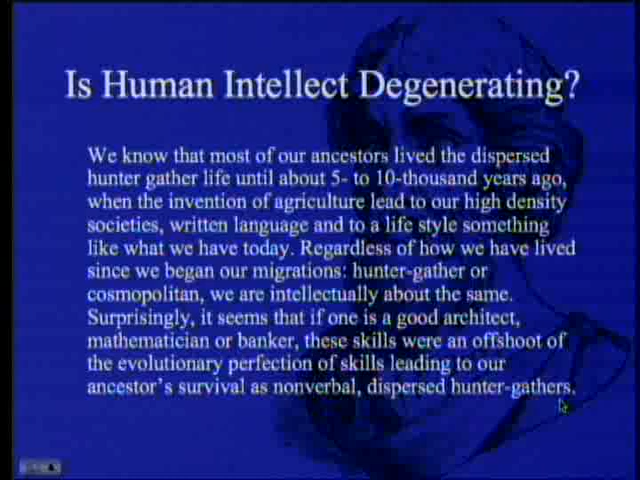 Is Human Intellect Degenerating?
We know that most of our ancestors lived the dispersed
hunter gather life until about 5- to 10-thousand years ago,
when the invention of agriculture lead to our high density
societies, written language and to a life style something
like what we have today. Regardless of how we have lived
since we began our migrations: hunter-gather or
cosmopolitan, we are intellectually about the same.
Surprisingly, it seems that if one is a good architect,
mathematician or banker, these skills were an offshoot of
the evolutionary perfection of skills leading to our
ancestor's survival as nonverbal, dispersed hunter-gathers.